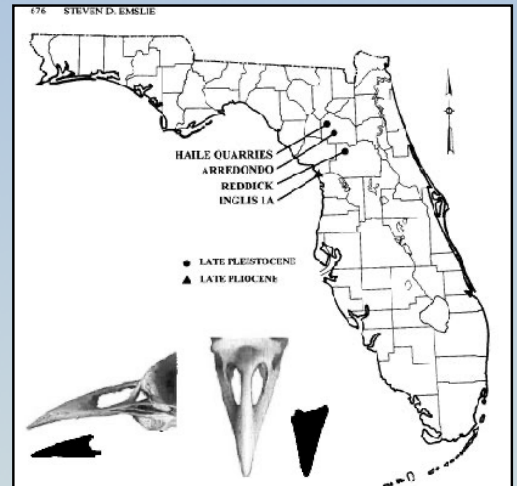 676 STEVEN D. EMSLIE
HAILE QUARRIES
ARREDONDO
REDDICK
INGLIS 1A
LATE PLEISTOCENE
LATE PLIOCENE